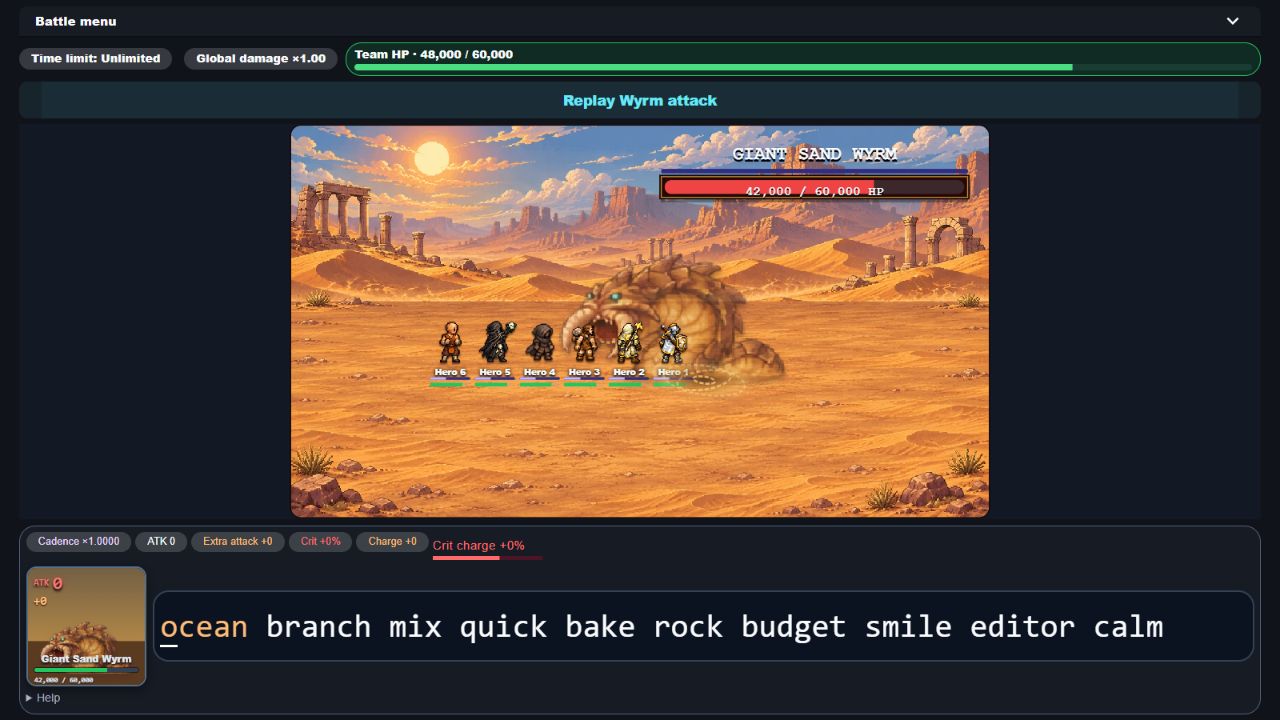 Battle menu
Time limit: Unlimited
Global damage ×1.00
Team HP · 48,000 / 60,000
Replay Wyrm attack
GIANT SAND WYRM
42,000 / 60,000 HP
Hero 6
Hero 5
Hero 4
Hero 3
Hero 2
Hero 1
Cadence ×1.0000
ATK 0
Extra attack +0
Crit +0%
Charge +0
Crit charge +0%
ATK 0
+0
Giant Sand Wyrm
42,000 / 60,000
ocean branch mix quick bake rock budget smile editor calm
Help